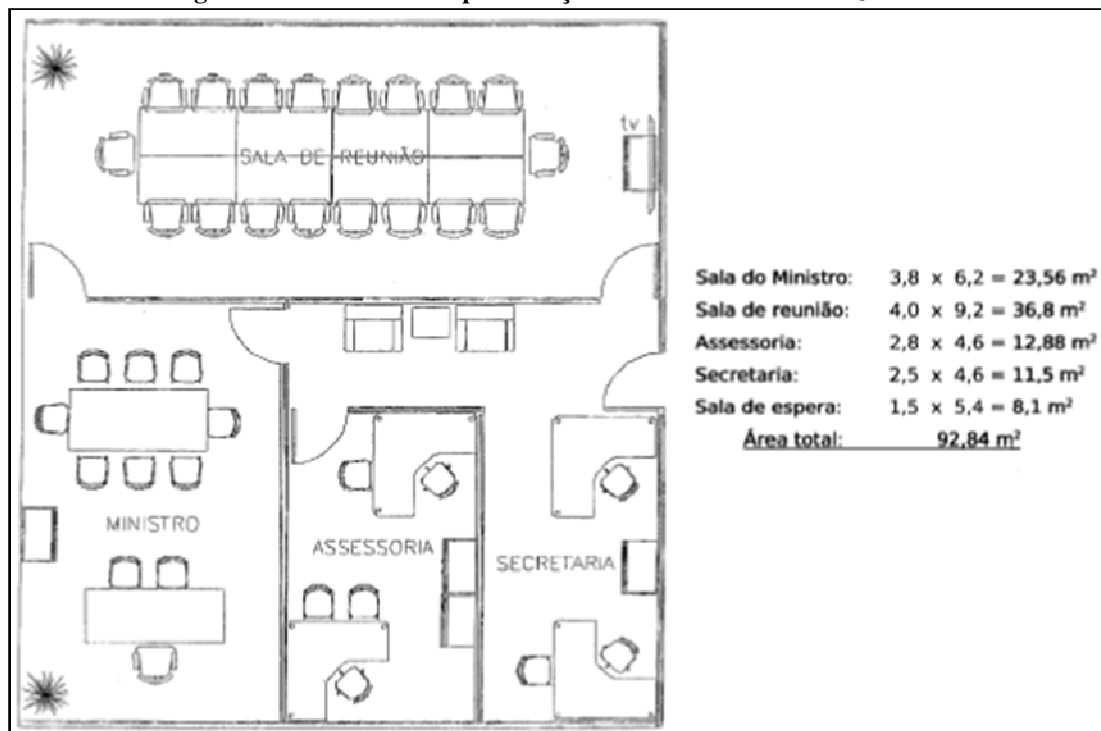 tv
SALA DE REUNIÃO
Sala do Ministro: 3,8 x 6,2 = 23,56 m²
Sala de reunião: 4,0 x 9,2 = 36,8 m²
Assessoria: 2,8 x 4,6 = 12,88 m²
Secretaria: 2,5 x 4,6 = 11,5 m²
Sala de espera: 1,5 x 5,4 = 8,1 m²
Área total: 92,84 m²
MINISTRO
ASSESSORIA
SECRETARIA